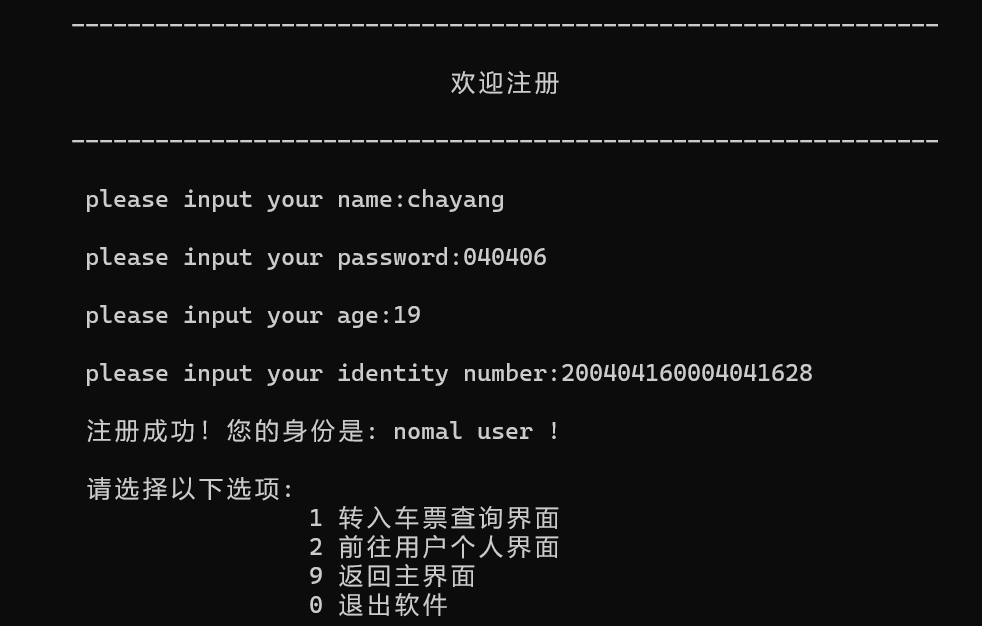 --------------------------------------------------------------
欢迎注册
--------------------------------------------------------------
please input your name:chayang
please input your password:040406
please input your age:19
please input your identity number:200404160004041628
注册成功! 您的身份是: nomal user !
请选择以下选项:
1 转入车票查询界面
2 前往用户个人界面
9 返回主界面
0 退出软件